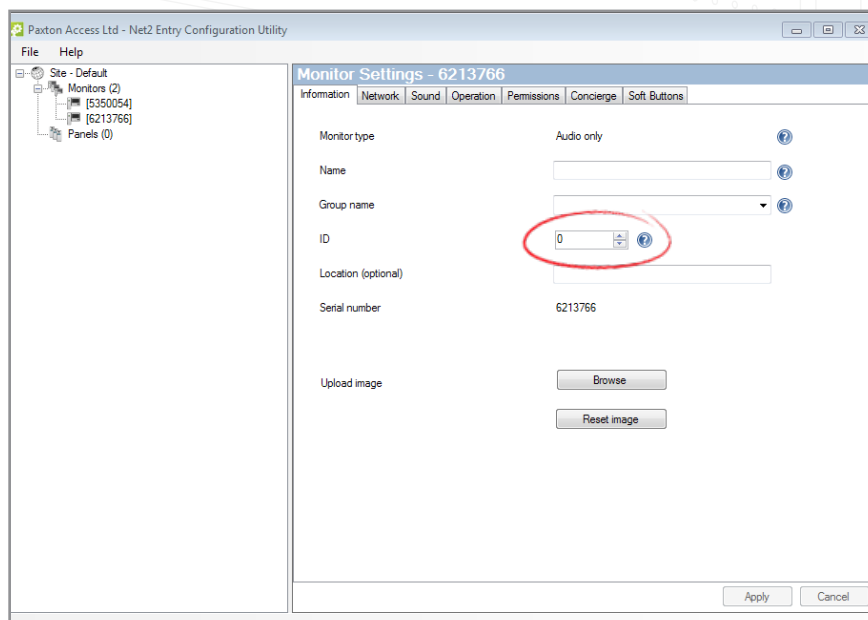 Paxton Access Ltd - Net2 Entry Configuration Utility
File Help
Site - Default
Monitors (2)
[5350054]
[6213766]
Panels (0)
Monitor Settings - 6213766
Information Network Sound Operation Permissions Concierge Soft Buttons
Monitor type Audio only ?
Name ?
Group name ?
ID 0 ?
Location (optional)
Serial number 6213766
Upload image Browse
Reset image
Apply Cancel